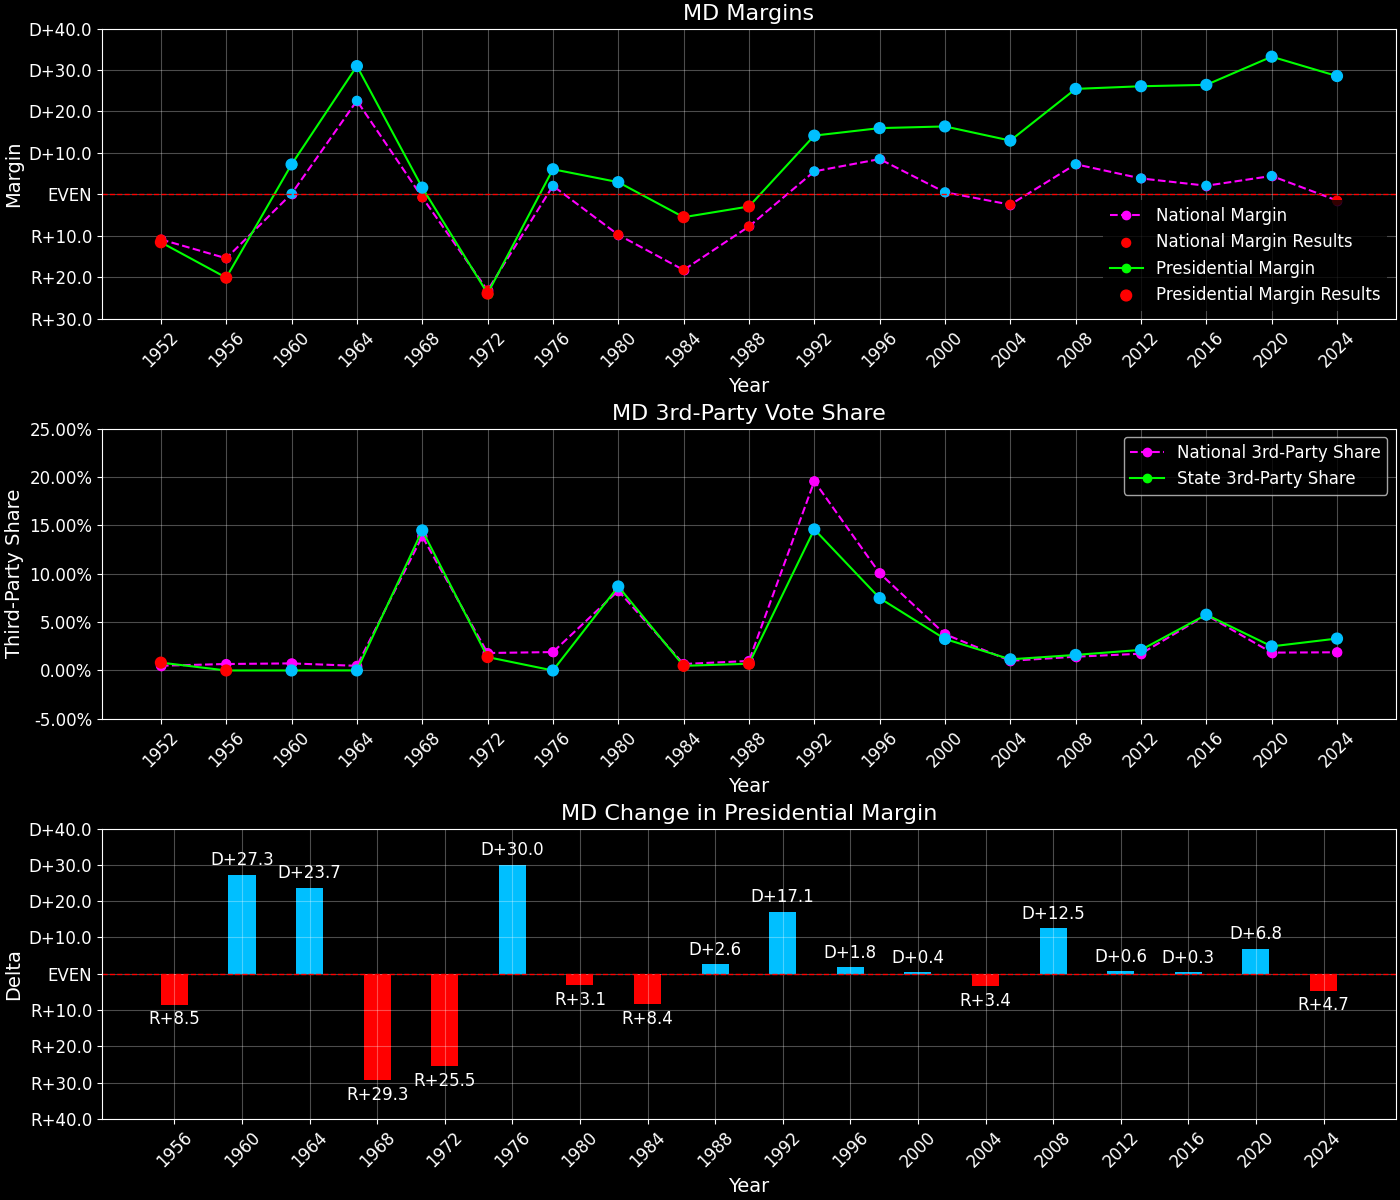 MD Margins
Margin
D+40.0
D+30.0
D+20.0
D+10.0
EVEN
R+10.0
R+20.0
R+30.0
National Margin
National Margin Results
Presidential Margin
Presidential Margin Results
1952 1956 1960 1964 1968 1972 1976 1980 1984 1988 1992 1996 2000 2004 2008 2012 2016 2020 2024
Year
MD 3rd-Party Vote Share
Third-Party Share
25.00%
20.00%
15.00%
10.00%
5.00%
0.00%
-5.00%
National 3rd-Party Share
State 3rd-Party Share
1952 1956 1960 1964 1968 1972 1976 1980 1984 1988 1992 1996 2000 2004 2008 2012 2016 2020 2024
Year
MD Change in Presidential Margin
Delta
D+40.0
D+30.0
D+20.0
D+10.0
EVEN
R+10.0
R+20.0
R+30.0
R+40.0
R+8.5
D+27.3
D+23.7
R+29.3
R+25.5
D+30.0
R+3.1
R+8.4
D+2.6
D+17.1
D+1.8
D+0.4
R+3.4
D+12.5
D+0.6
D+0.3
D+6.8
R+4.7
1956 1960 1964 1968 1972 1976 1980 1984 1988 1992 1996 2000 2004 2008 2012 2016 2020 2024
Year